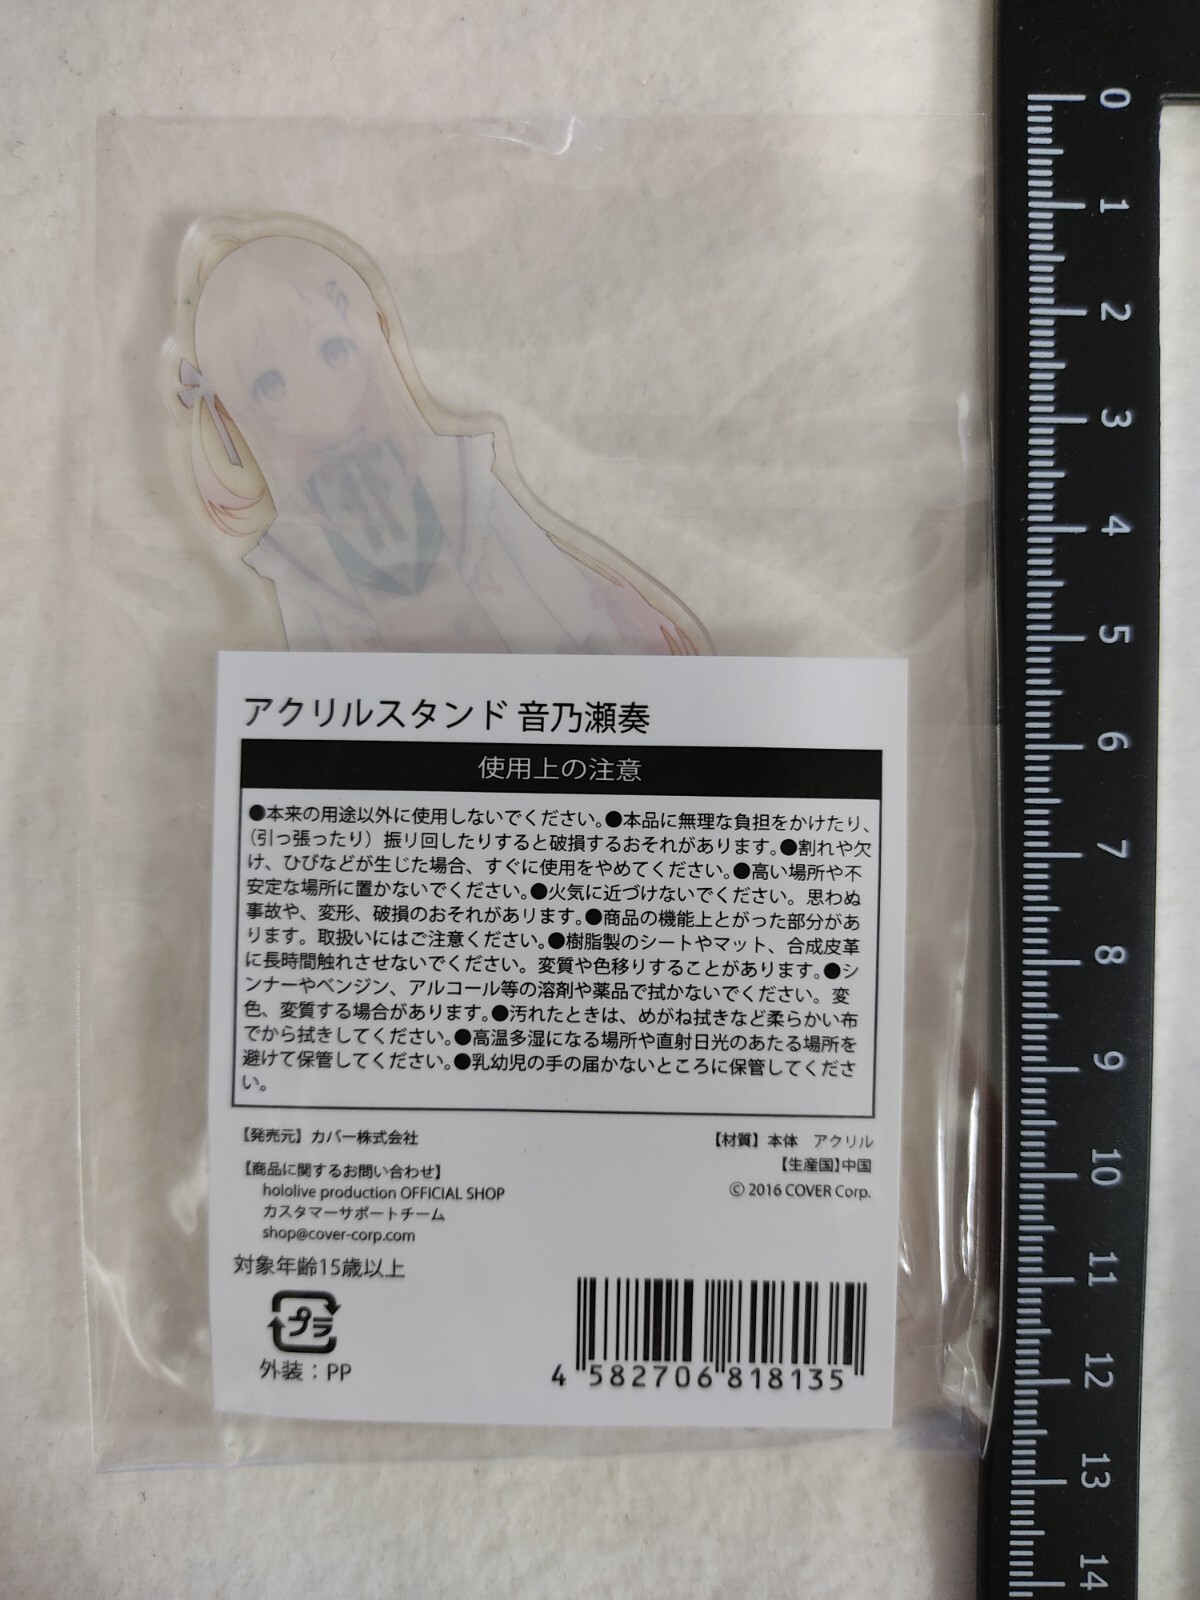 アクリルスタンド 音乃瀬奏
使用上の注意
●本来の用途以外に使用しないでください。●本品に無理な負担をかけたり、
(引っ張ったり) 振り回したりすると破損するおそれがあります。●割れや欠
け、ひびなどが生じた場合、すぐに使用をやめてください。●高い場所や不
安定な場所に置かないでください。●火気に近づけないでください。思わぬ
事故や、変形、破損のおそれがあリます。●商品の機能上とがった部分があ
ります。取扱いにはご注意ください。●樹脂製のシートやマット、合成皮革
に長時間触れさせないでください。変質や色移りすることがあります。●シ
ンナーやベンジン、アルコール等の溶剤や薬品で拭かないでください。変
色、変質する場合があります。●汚れたときは、めがね拭きなど柔らかい布
でから拭きしてください。●高温多湿になる場所や直射日光のあたる場所を
避けて保管してください。●乳幼児の手の届かないところに保管してくださ
い。
【発売元】カバー株式会社
【商品に関するお問い合わせ】
hololive production OFFICIAL SHOP
カスタマーサポートチーム
shop@cover-corp.com
【材質】本体 アクリル
【生産国】中国
© 2016 COVER Corp.
対象年齢15歳以上
プラ
外装：PP
4 582706 818135
0
1
2
3
4
5
6
7
8
9
10
11
12
13
14